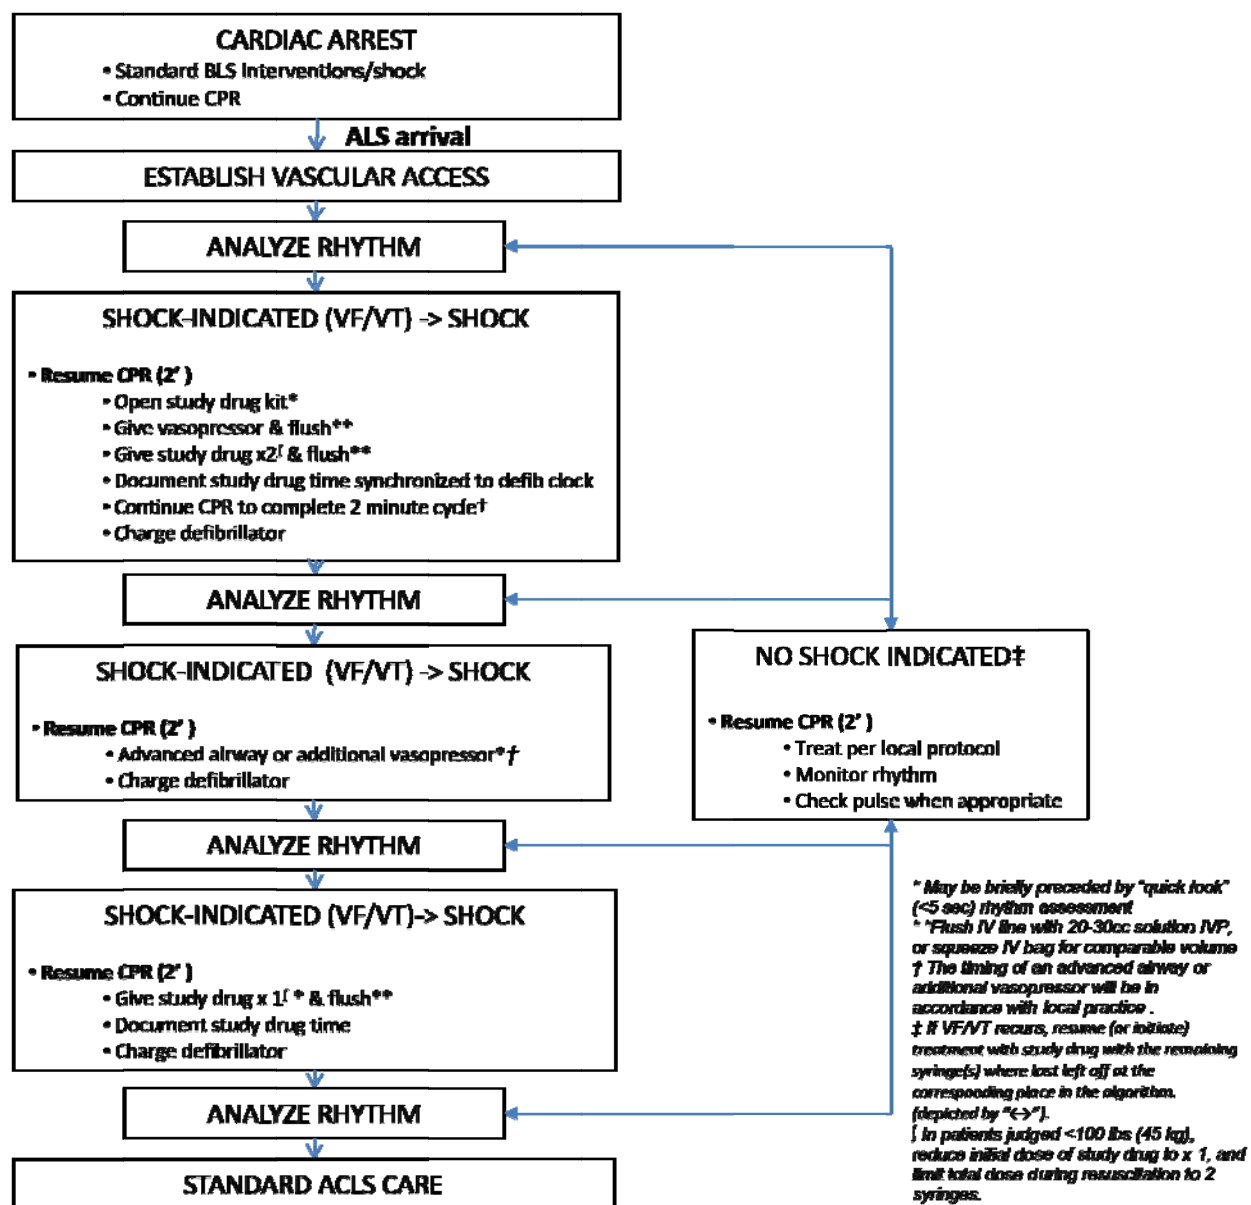 CARDIAC ARREST
• Standard BLS Interventions/shock
• Continue CPR
ALS arrival
ESTABLISH VASCULAR ACCESS
ANALYZE RHYTHM
SHOCK-INDICATED (VF/VT) -> SHOCK
• Resume CPR (2’ )
• Open study drug kit*
• Give vasopressor & flush**
• Give study drug x2⌠ & flush**
• Document study drug time synchronized to defib clock
• Continue CPR to complete 2 minute cycle†
• Charge defibrillator
ANALYZE RHYTHM
SHOCK-INDICATED (VF/VT) -> SHOCK
• Resume CPR (2’ )
• Advanced airway or additional vasopressor*†
• Charge defibrillator
NO SHOCK INDICATED‡
• Resume CPR (2’ )
• Treat per local protocol
• Monitor rhythm
• Check pulse when appropriate
ANALYZE RHYTHM
SHOCK-INDICATED (VF/VT)-> SHOCK
• Resume CPR (2’ )
• Give study drug x 1⌠ * & flush**
• Document study drug time
• Charge defibrillator
ANALYZE RHYTHM
STANDARD ACLS CARE
* May be briefly preceded by "quick look"
(<5 sec) rhythm assessment
* *Flush IV line with 20-30cc solution IVP,
or squeeze IV bag for comparable volume
† The timing of an advanced airway or
additional vasopressor will be in
accordance with local practice .
‡ If VF/VT recurs, resume (or initiate)
treatment with study drug with the remaining
syringe(s) where last left off at the
corresponding place in the algorithm.
(depicted by "<->").
⌠ In patients judged <100 lbs (45 kg),
reduce initial dose of study drug to x 1, and
limit total dose during resuscitation to 2
syringes.